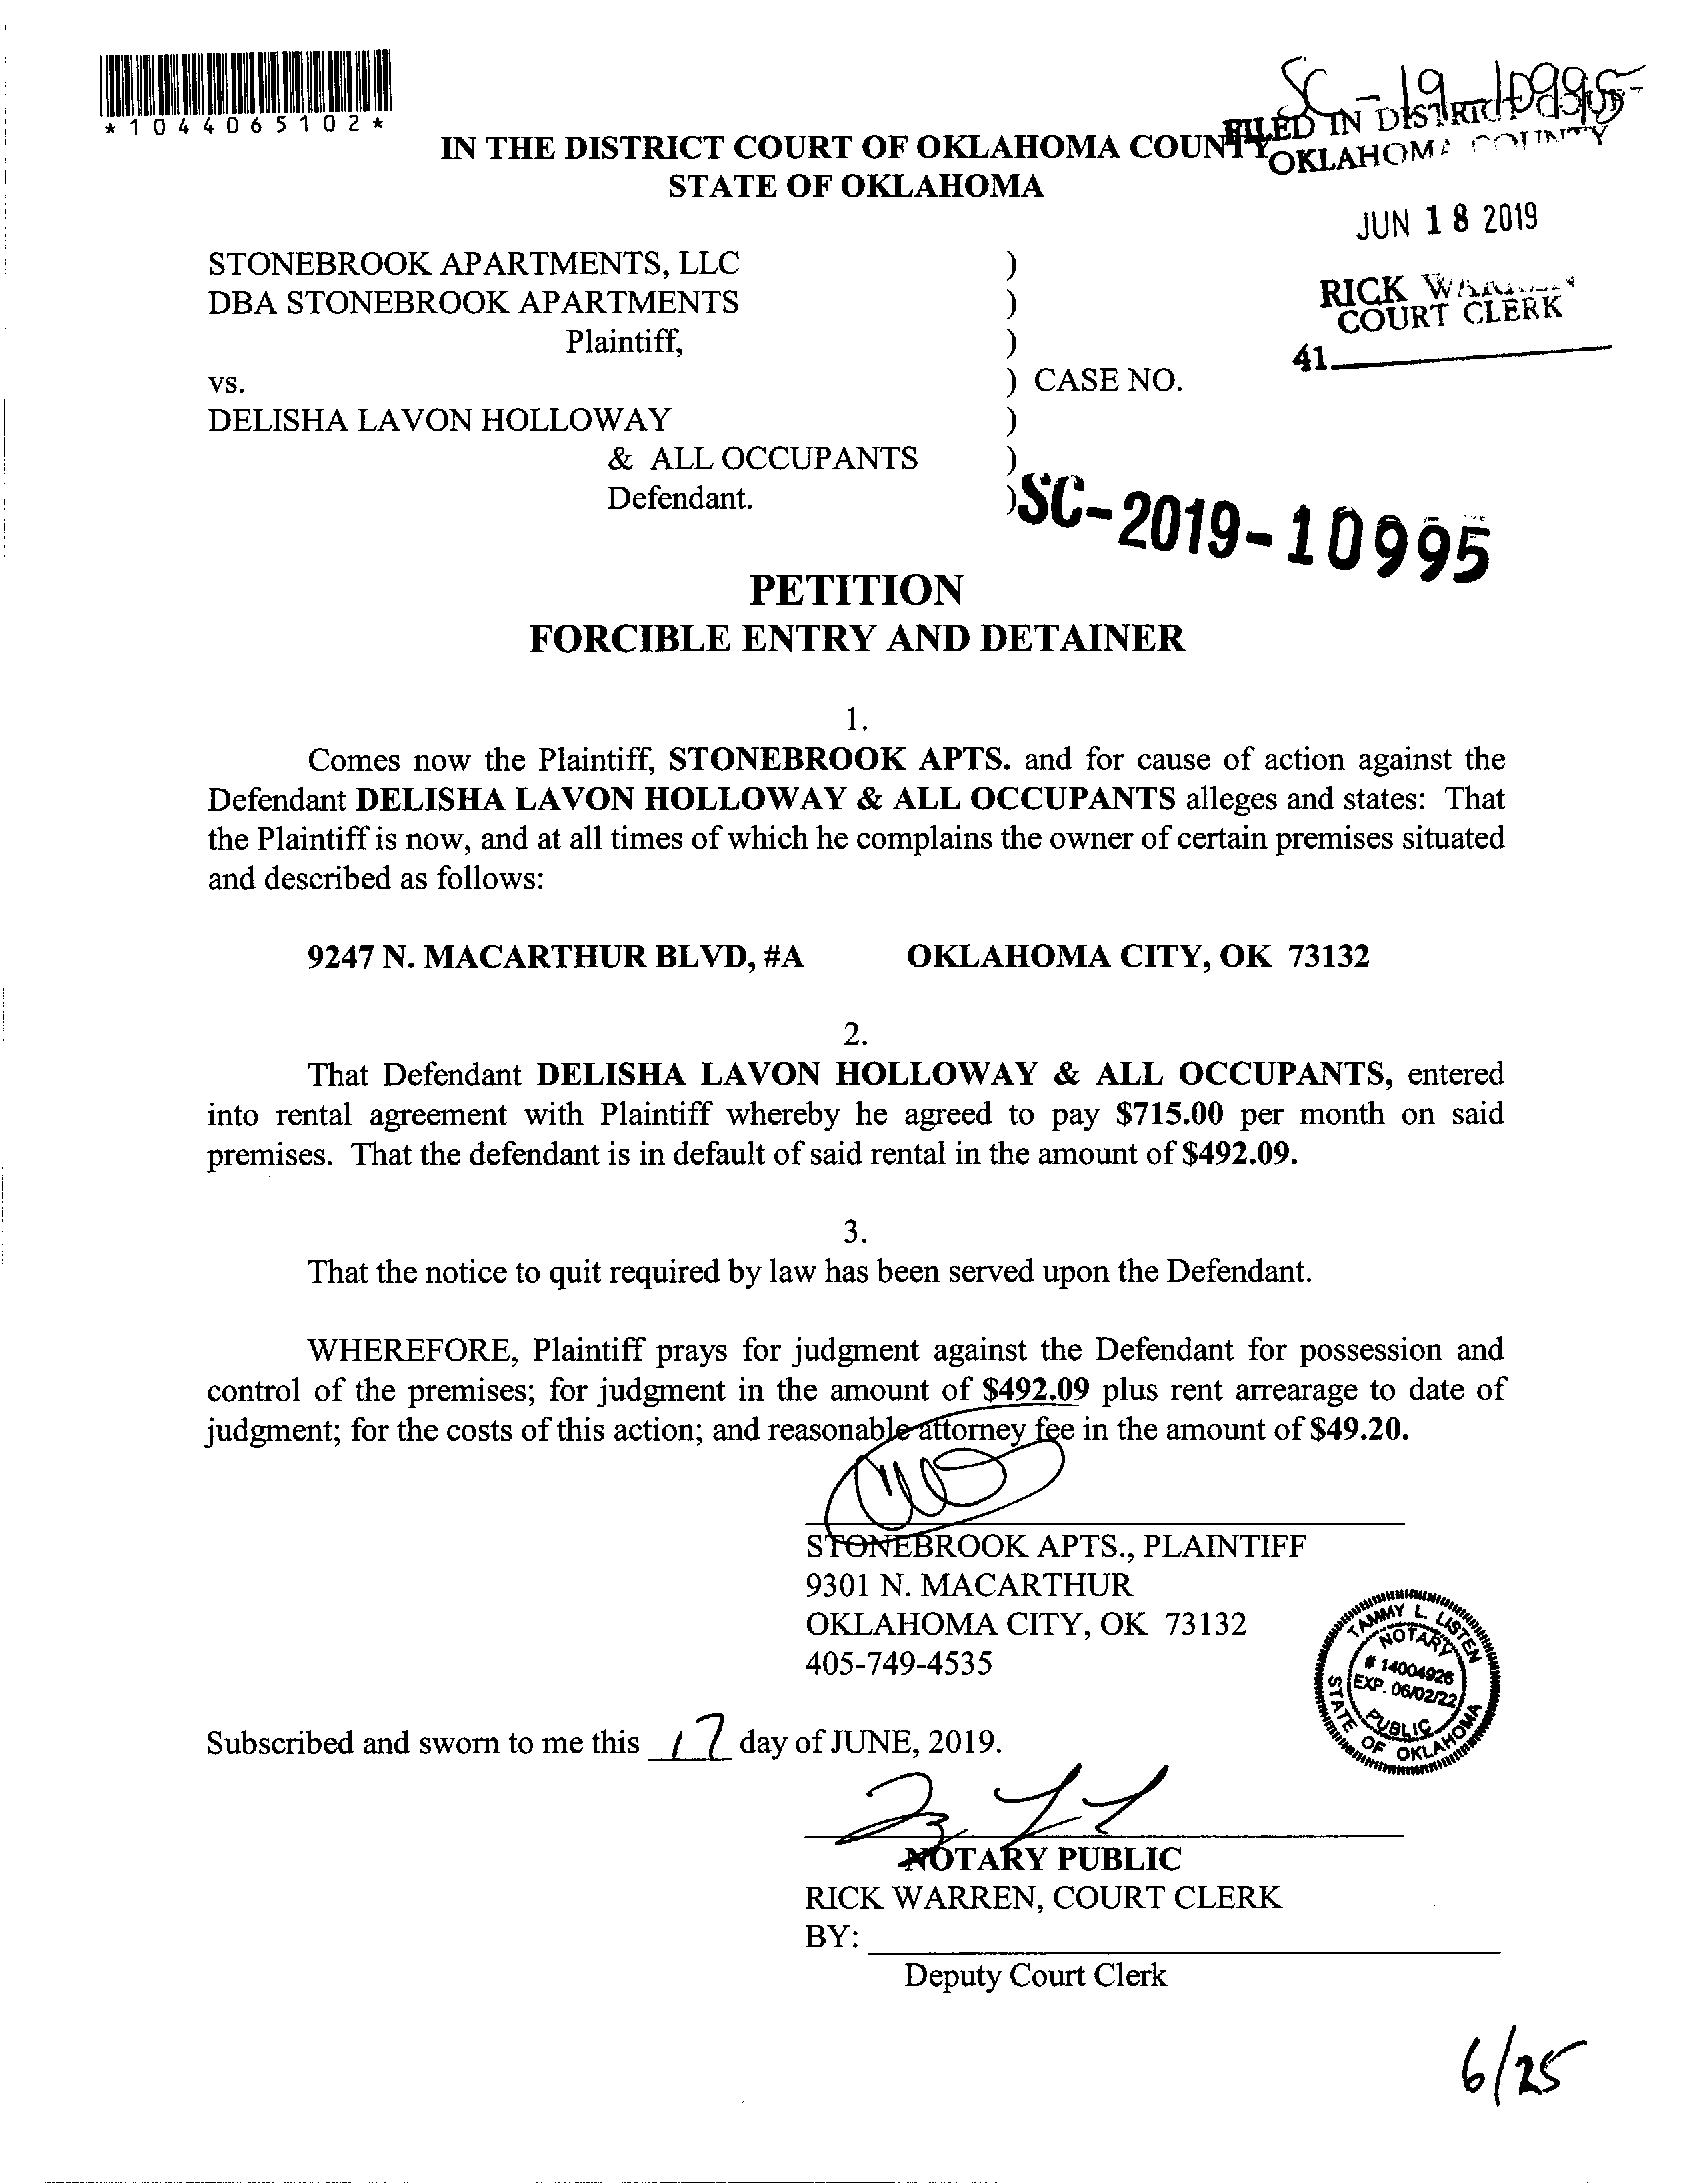 *1044065102*
SC-19-10995
IN THE DISTRICT COURT OF OKLAHOMA COUNTY
STATE OF OKLAHOMA
FILED IN DISTRICT COURT
OKLAHOMA COUNTY
JUN 18 2019
RICK WARREN
COURT CLERK
41
STONEBROOK APARTMENTS, LLC )
DBA STONEBROOK APARTMENTS )
Plaintiff, )
vs. ) CASE NO.
DELISHA LAVON HOLLOWAY )
& ALL OCCUPANTS )
Defendant. )
SC-2019-10995
PETITION
FORCIBLE ENTRY AND DETAINER
1.
Comes now the Plaintiff, STONEBROOK APTS. and for cause of action against the
Defendant DELISHA LAVON HOLLOWAY & ALL OCCUPANTS alleges and states: That
the Plaintiff is now, and at all times of which he complains the owner of certain premises situated
and described as follows:
9247 N. MACARTHUR BLVD, #A OKLAHOMA CITY, OK 73132
2.
That Defendant DELISHA LAVON HOLLOWAY & ALL OCCUPANTS, entered
into rental agreement with Plaintiff whereby he agreed to pay $715.00 per month on said
premises. That the defendant is in default of said rental in the amount of $492.09.
3.
That the notice to quit required by law has been served upon the Defendant.
WHEREFORE, Plaintiff prays for judgment against the Defendant for possession and
control of the premises; for judgment in the amount of $492.09 plus rent arrearage to date of
judgment; for the costs of this action; and reasonable attorney fee in the amount of $49.20.
STONEBROOK APTS., PLAINTIFF
9301 N. MACARTHUR
OKLAHOMA CITY, OK 73132
405-749-4535
TAMMY L. LISTEN
NOTARY
# 14004926
EXP. 06/02/22
PUBLIC
STATE OF OKLAHOMA
Subscribed and sworn to me this 17 day of JUNE, 2019.
NOTARY PUBLIC
RICK WARREN, COURT CLERK
BY:
Deputy Court Clerk
6/25